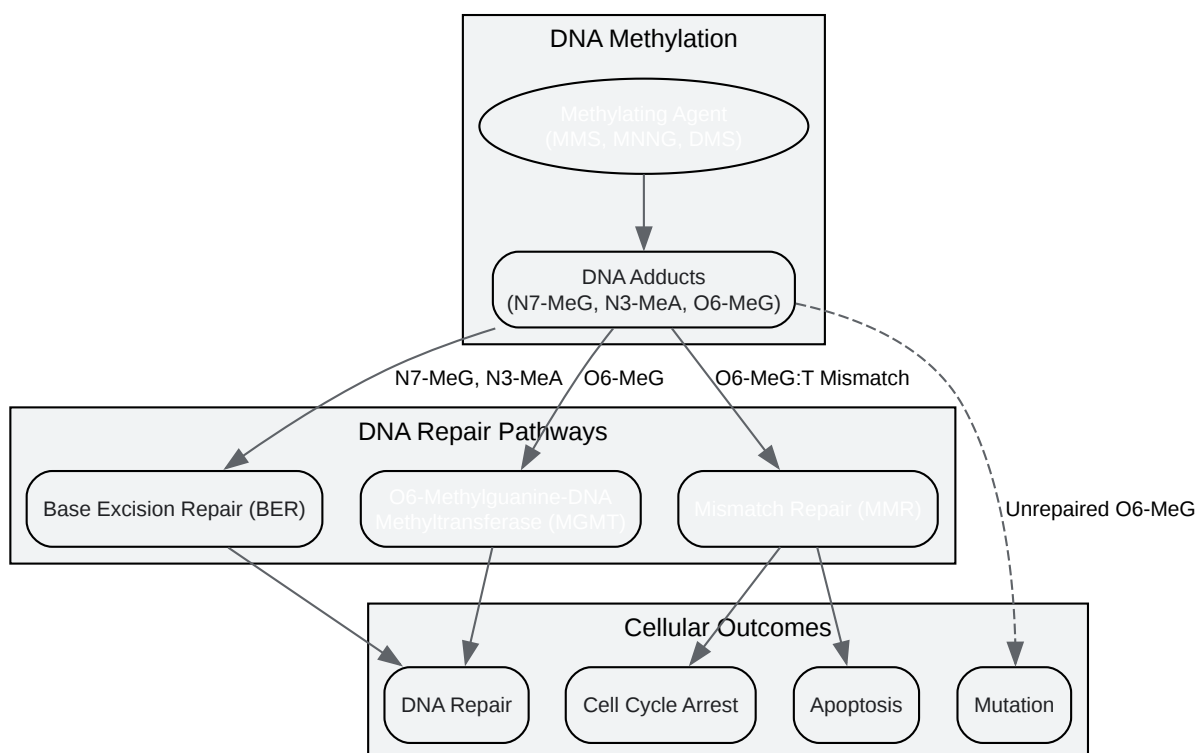 DNA Methylation
Methylating Agent
(MMS, MNNG, DMS)
DNA Adducts
(N7-MeG, N3-MeA, O6-MeG)
N7-MeG, N3-MeA
O6-MeG
O6-MeG:T Mismatch
DNA Repair Pathways
Base Excision Repair (BER)
O6-Methylguanine-DNA
Methyltransferase (MGMT)
Mismatch Repair (MMR)
Unrepaired O6-MeG
Cellular Outcomes
DNA Repair
Cell Cycle Arrest
Apoptosis
Mutation